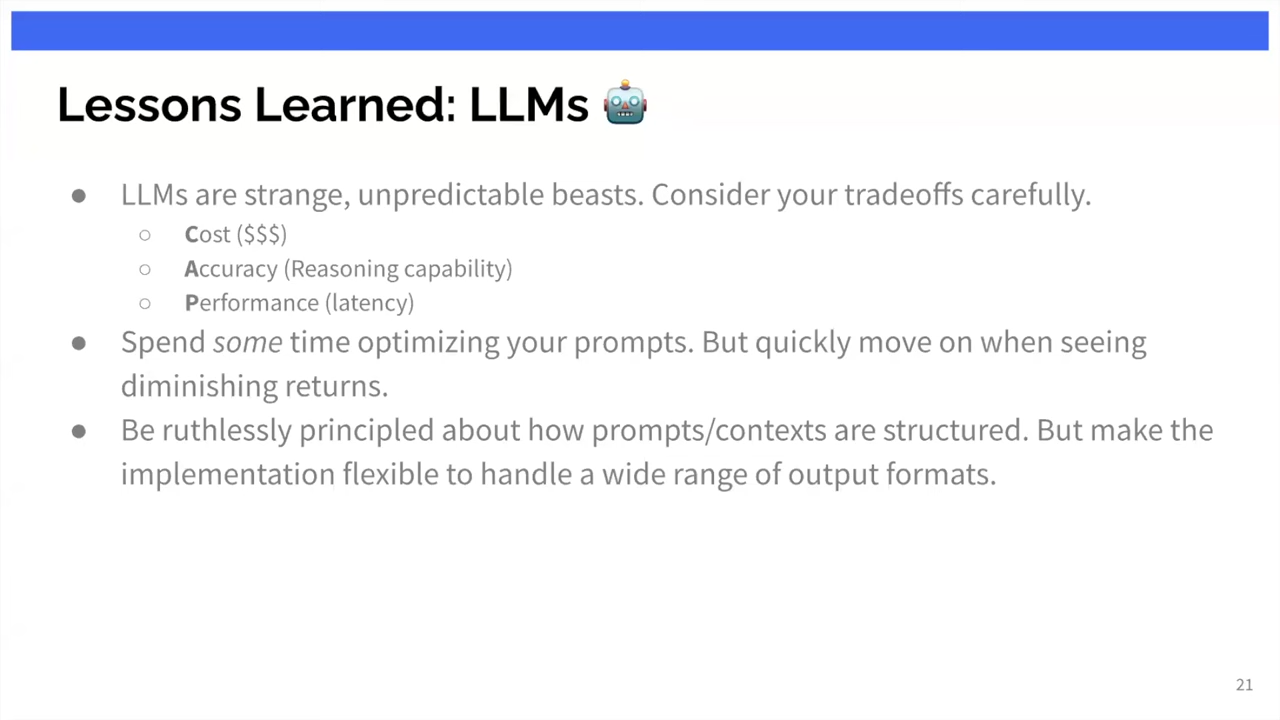 Lessons Learned: LLMs 🤖
● LLMs are strange, unpredictable beasts. Consider your tradeoffs carefully.
○ Cost ($$$)
○ Accuracy (Reasoning capability)
○ Performance (latency)
● Spend some time optimizing your prompts. But quickly move on when seeing
diminishing returns.
● Be ruthlessly principled about how prompts/contexts are structured. But make the
implementation flexible to handle a wide range of output formats.
21